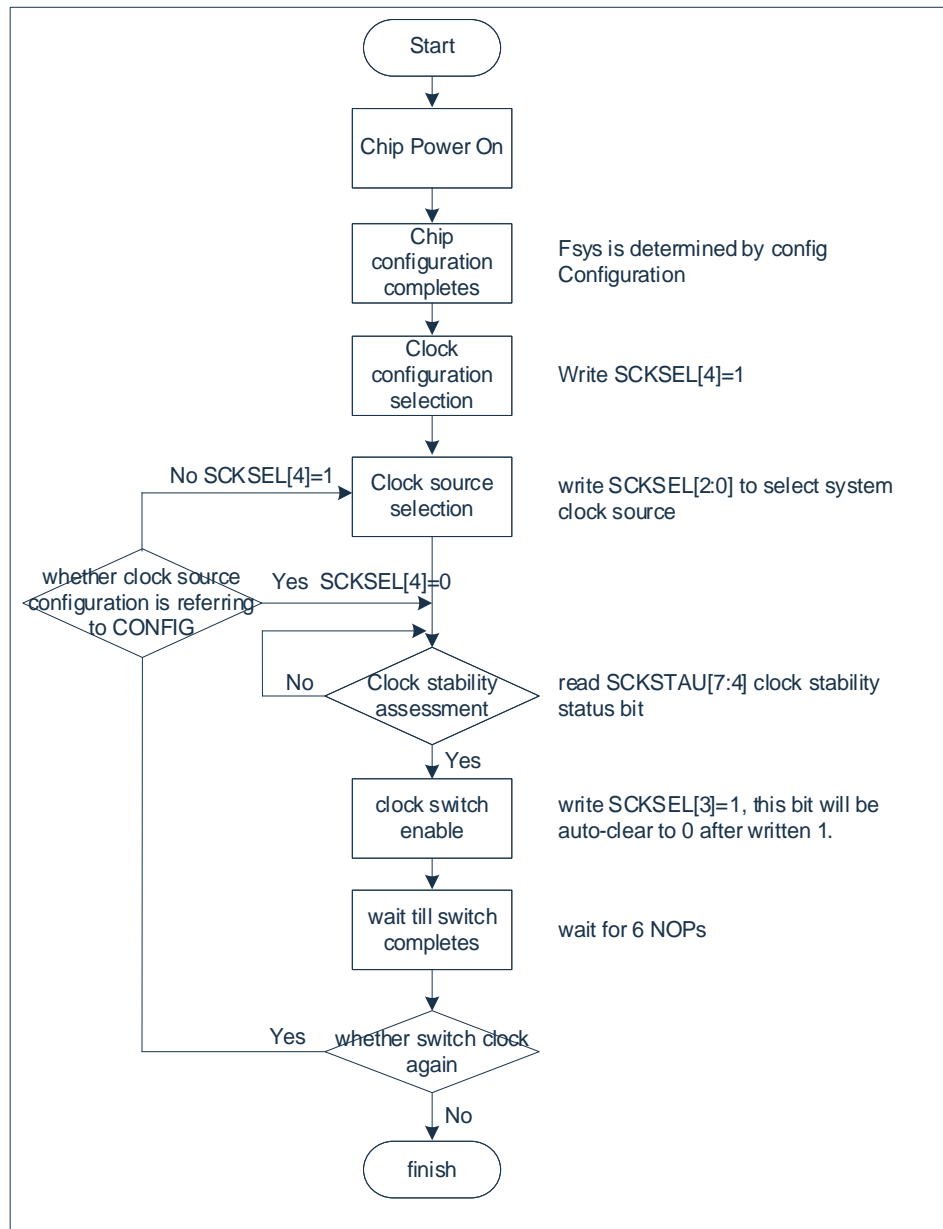 Start
Chip Power On
Chip
configuration
completes
Fsys is determined by config
Configuration
Clock
configuration
selection
Write SCKSEL[4]=1
No SCKSEL[4]=1
Clock source
selection
write SCKSEL[2:0] to select system
clock source
whether clock source
configuration is referring
to CONFIG
Yes SCKSEL[4]=0
No
Clock stability
assessment
read SCKSTAU[7:4] clock stability
status bit
Yes
clock switch
enable
write SCKSEL[3]=1, this bit will be
auto-clear to 0 after written 1.
wait till switch
completes
wait for 6 NOPs
Yes
whether switch clock
again
No
finish